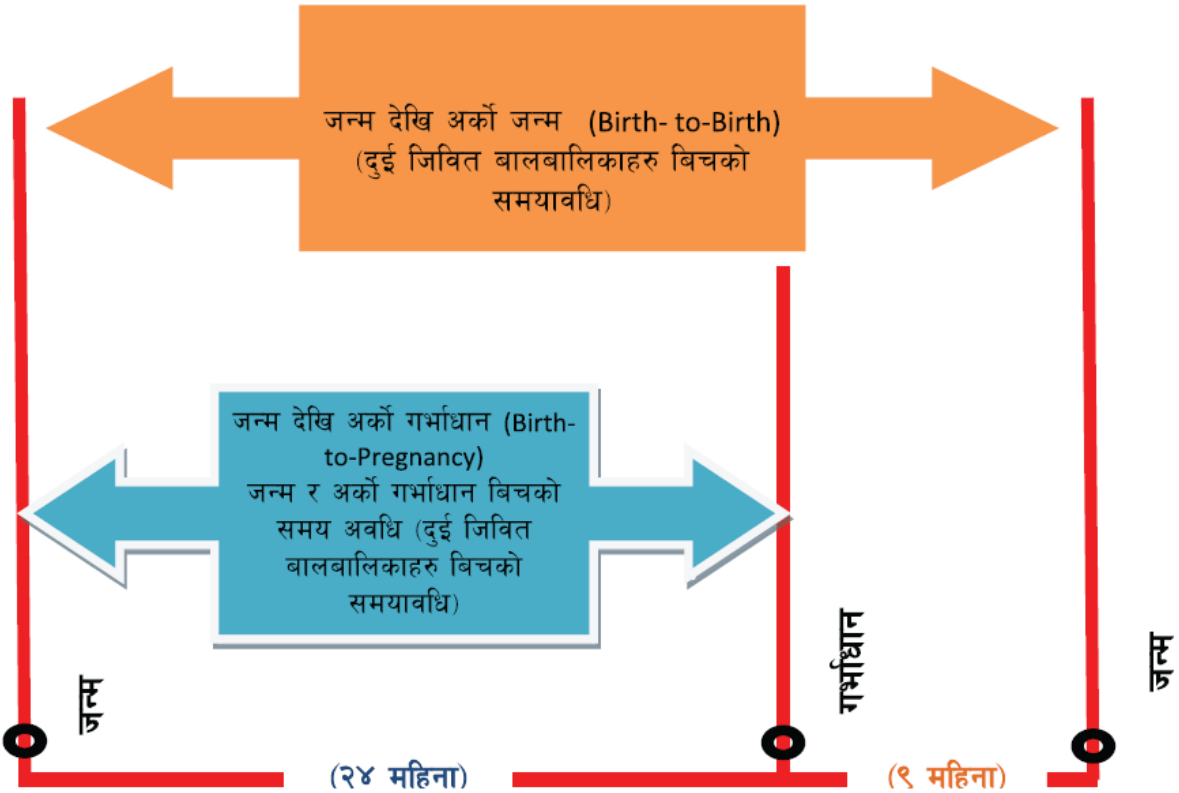 जन्म देखि अर्को जन्म (Birth- to-Birth)
(दुई जिवित बालबालिकाहरु बिचको
समयावधि)
जन्म देखि अर्को गर्भाधान (Birth-
to-Pregnancy)
जन्म र अर्को गर्भाधान बिचको
समय अवधि (दुई जिवित
बालबालिकाहरु बिचको
समयावधि)
जन्म
गर्भाधान
जन्म
(२४ महिना)
(९ महिना)